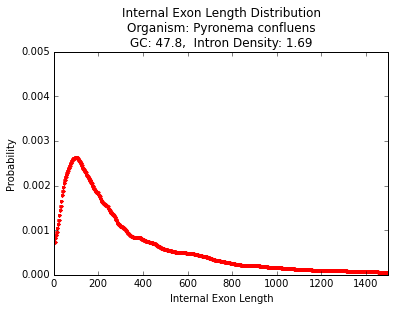 Internal Exon Length Distribution
Organism: Pyronema confluens
GC: 47.8,  Intron Density: 1.69
0.005
0.004
0.003
0.002
0.001
0.000
Probability
0 200 400 600 800 1000 1200 1400
Internal Exon Length